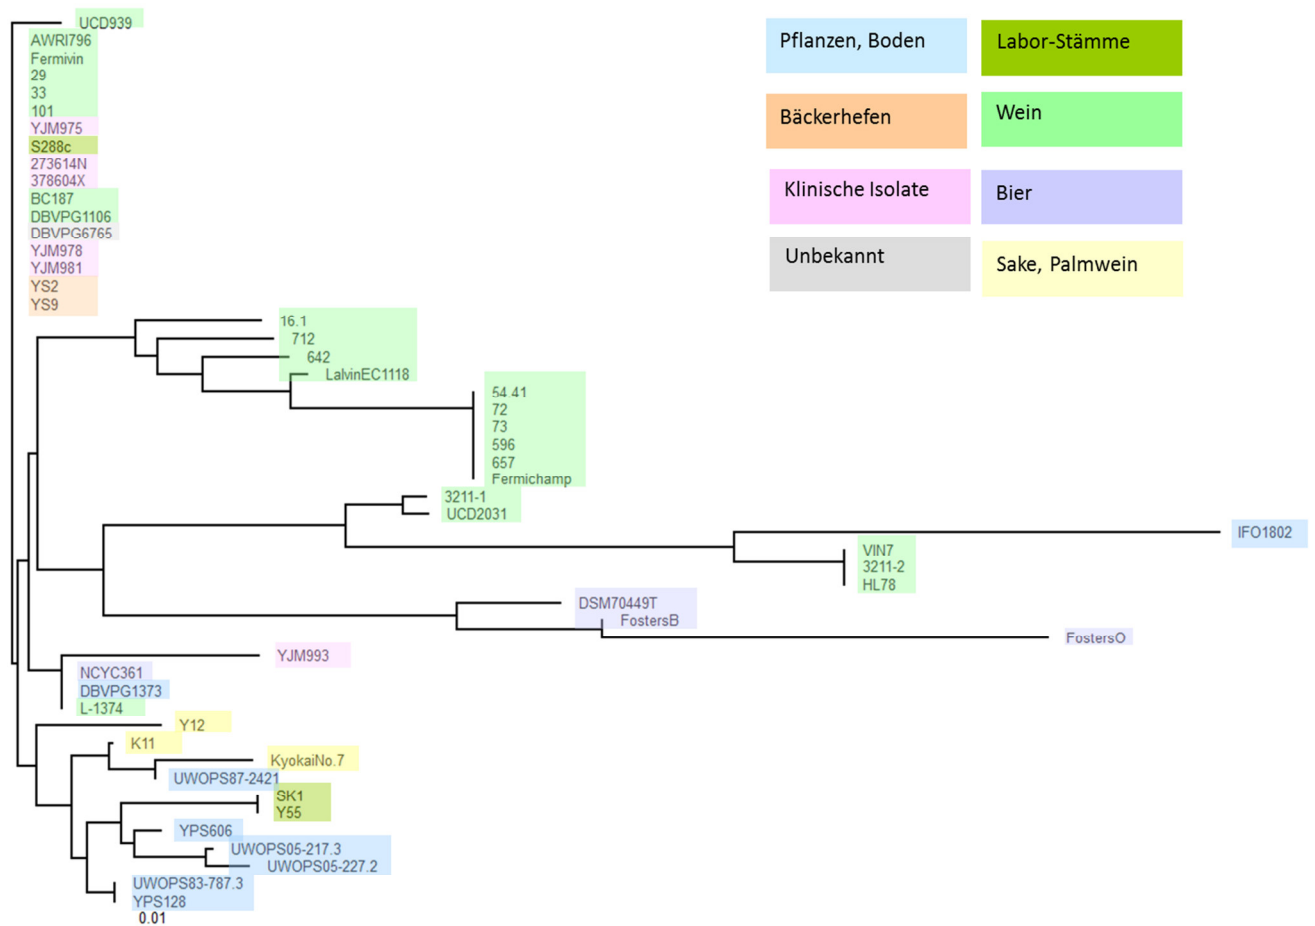 UCD939
AWRI796
Fermivin
29
33
101
YJM975
S288c
273614N
378604X
BC187
DBVPG1106
DBVPG6765
YJM978
YJM981
YS2
YS9
16.1
712
642
LalvinEC1118
54.41
72
73
596
657
Fermichamp
3211-1
UCD2031
IFO1802
VIN7
3211-2
HL78
DSM70449T
FostersB
FostersO
YJM993
NCYC361
DBVPG1373
L-1374
Y12
K11
KyokaiNo.7
UWOPS87-2421
SK1
Y55
YPS606
UWOPS05-217.3
UWOPS05-227.2
UWOPS83-787.3
YPS128
0.01
Pflanzen, Boden
Labor-Stämme
Bäckerhefen
Wein
Klinische Isolate
Bier
Unbekannt
Sake, Palmwein